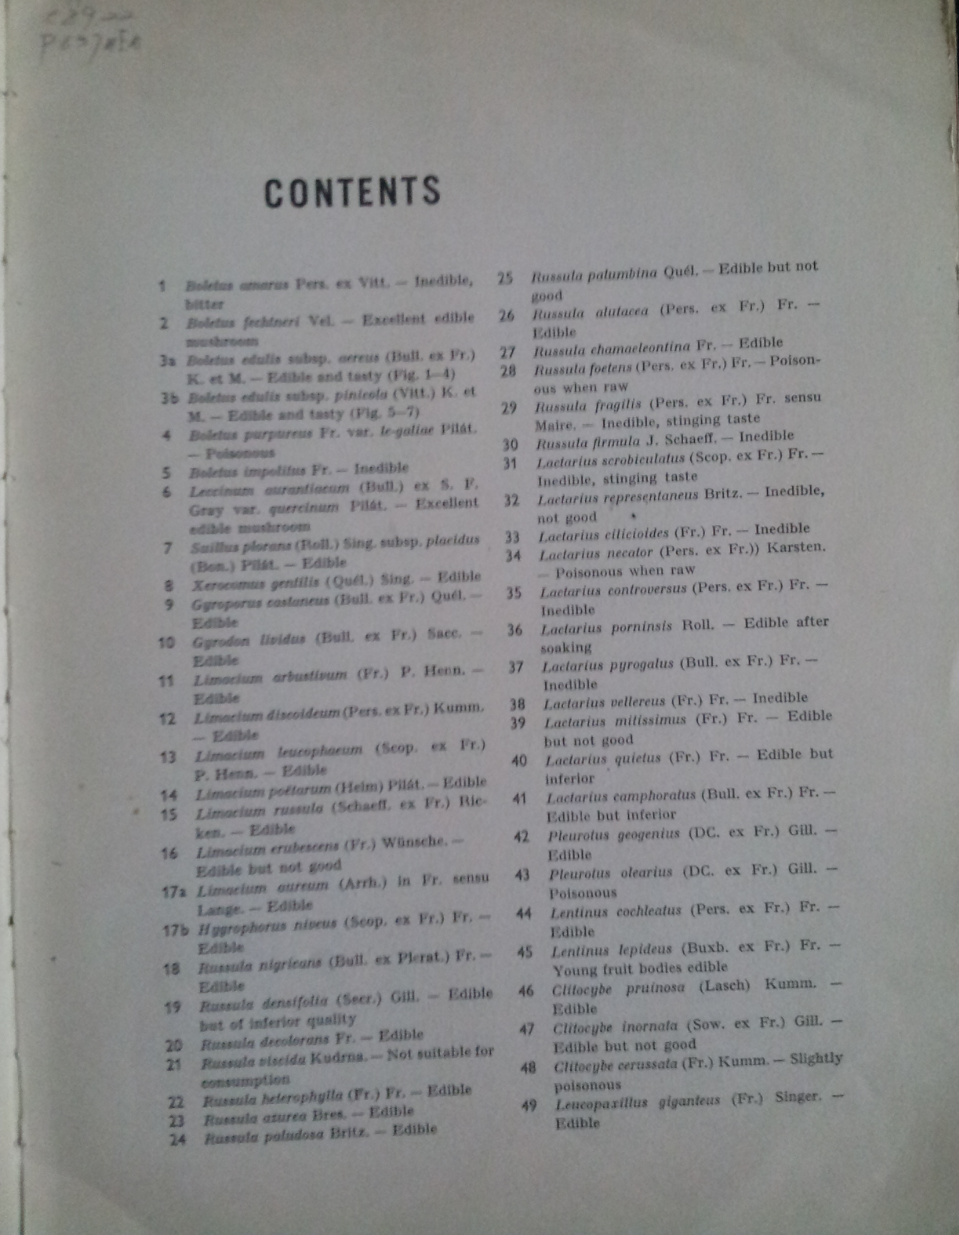 CONTENTS
1 Boletus amarus Pers. ex Vitt. — Inedible,
bitter
2 Boletus fechtneri Vel. — Excellent edible
mushroom
3a Boletus edulis subsp. aereus (Bull. ex Fr.)
K. et M. — Edible and tasty (Fig. 1–4)
3b Boletus edulis subsp. pinicola (Vitt.) K. et
M. — Edible and tasty (Fig. 5–7)
4 Boletus purpureus Fr. var. le-galiae Pilát.
— Poisonous
5 Boletus impolitus Fr. — Inedible
6 Leccinum aurantiacum (Bull.) ex S. F.
Gray var. quercinum Pilát. — Excellent
edible mushroom
7 Suillus plorans (Roll.) Sing. subsp. placidus
(Bon.) Pilát. — Edible
8 Xerocomus gentilis (Quél.) Sing. — Edible
9 Gyroporus castaneus (Bull. ex Fr.) Quél. —
Edible
10 Gyrodon lividus (Bull. ex Fr.) Sacc. —
Edible
11 Limacium arbustivum (Fr.) P. Henn. —
Edible
12 Limacium discoideum (Pers. ex Fr.) Kumm.
— Edible
13 Limacium leucophaeum (Scop. ex Fr.)
P. Henn. — Edible
14 Limacium poëtarum (Heim) Pilát. — Edible
15 Limacium russula (Schaeff. ex Fr.) Ric-
ken. — Edible
16 Limacium erubescens (Fr.) Wünsche. —
Edible but not good
17a Limacium aureum (Arrh.) in Fr. sensu
Lange. — Edible
17b Hygrophorus niveus (Scop. ex Fr.) Fr. —
Edible
18 Russula nigricans (Bull. ex Pierat.) Fr. —
Edible
19 Russula densifolia (Secr.) Gill. — Edible
but of inferior quality
20 Russula decolorans Fr. — Edible
21 Russula viscida Kudrna. — Not suitable for
consumption
22 Russula heterophylla (Fr.) Fr. — Edible
23 Russula azurea Bres. — Edible
24 Russula paludosa Britz. — Edible
25 Russula palumbina Quél. — Edible but not
good
26 Russula alutacea (Pers. ex Fr.) Fr. —
Edible
27 Russula chamaeleontina Fr. — Edible
28 Russula foetens (Pers. ex Fr.) Fr. — Poison-
ous when raw
29 Russula fragilis (Pers. ex Fr.) Fr. sensu
Maire. — Inedible, stinging taste
30 Russula firmula J. Schaeff. — Inedible
31 Lactarius scrobiculatus (Scop. ex Fr.) Fr. —
Inedible, stinging taste
32 Lactarius representaneus Britz. — Inedible,
not good
33 Lactarius cilicioides (Fr.) Fr. — Inedible
34 Lactarius necator (Pers. ex Fr.)) Karsten.
— Poisonous when raw
35 Lactarius controversus (Pers. ex Fr.) Fr. —
Inedible
36 Lactarius porninsis Roll. — Edible after
soaking
37 Lactarius pyrogalus (Bull. ex Fr.) Fr. —
Inedible
38 Lactarius vellereus (Fr.) Fr. — Inedible
39 Lactarius mitissimus (Fr.) Fr. — Edible
but not good
40 Lactarius quietus (Fr.) Fr. — Edible but
inferior
41 Lactarius camphoratus (Bull. ex Fr.) Fr. —
Edible but inferior
42 Pleurotus geogenius (DC. ex Fr.) Gill. —
Edible
43 Pleurotus olearius (DC. ex Fr.) Gill. —
Poisonous
44 Lentinus cochleatus (Pers. ex Fr.) Fr. —
Edible
45 Lentinus lepideus (Buxb. ex Fr.) Fr. —
Young fruit bodies edible
46 Clitocybe pruinosa (Lasch) Kumm. —
Edible
47 Clitocybe inornata (Sow. ex Fr.) Gill. —
Edible but not good
48 Clitocybe cerussata (Fr.) Kumm. — Slightly
poisonous
49 Leucopaxillus giganteus (Fr.) Singer. —
Edible